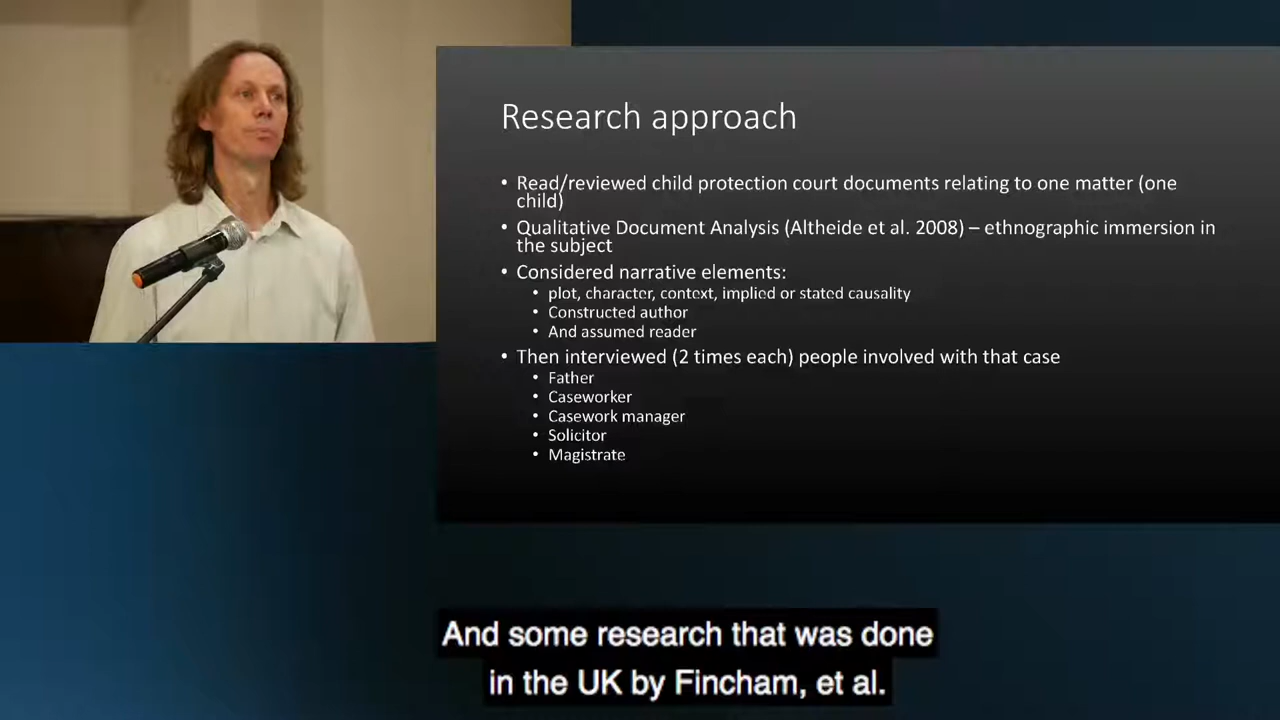 Research approach
• Read/reviewed child protection court documents relating to one matter (one
child)
• Qualitative Document Analysis (Altheide et al. 2008) – ethnographic immersion in
the subject
• Considered narrative elements:
• plot, character, context, implied or stated causality
• Constructed author
• And assumed reader
• Then interviewed (2 times each) people involved with that case
• Father
• Caseworker
• Casework manager
• Solicitor
• Magistrate
And some research that was done
in the UK by Fincham, et al.